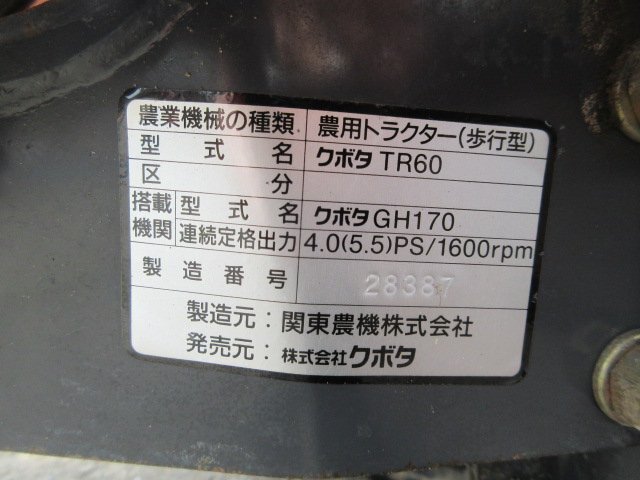 農業機械の種類 農用トラクター(歩行型)
型式名 クボタ TR60
区分
搭載機関 型式名 クボタ GH170
連続定格出力 4.0(5.5)PS/1600rpm
製造番号 28387
製造元：関東農機株式会社
発売元：株式会社クボタ